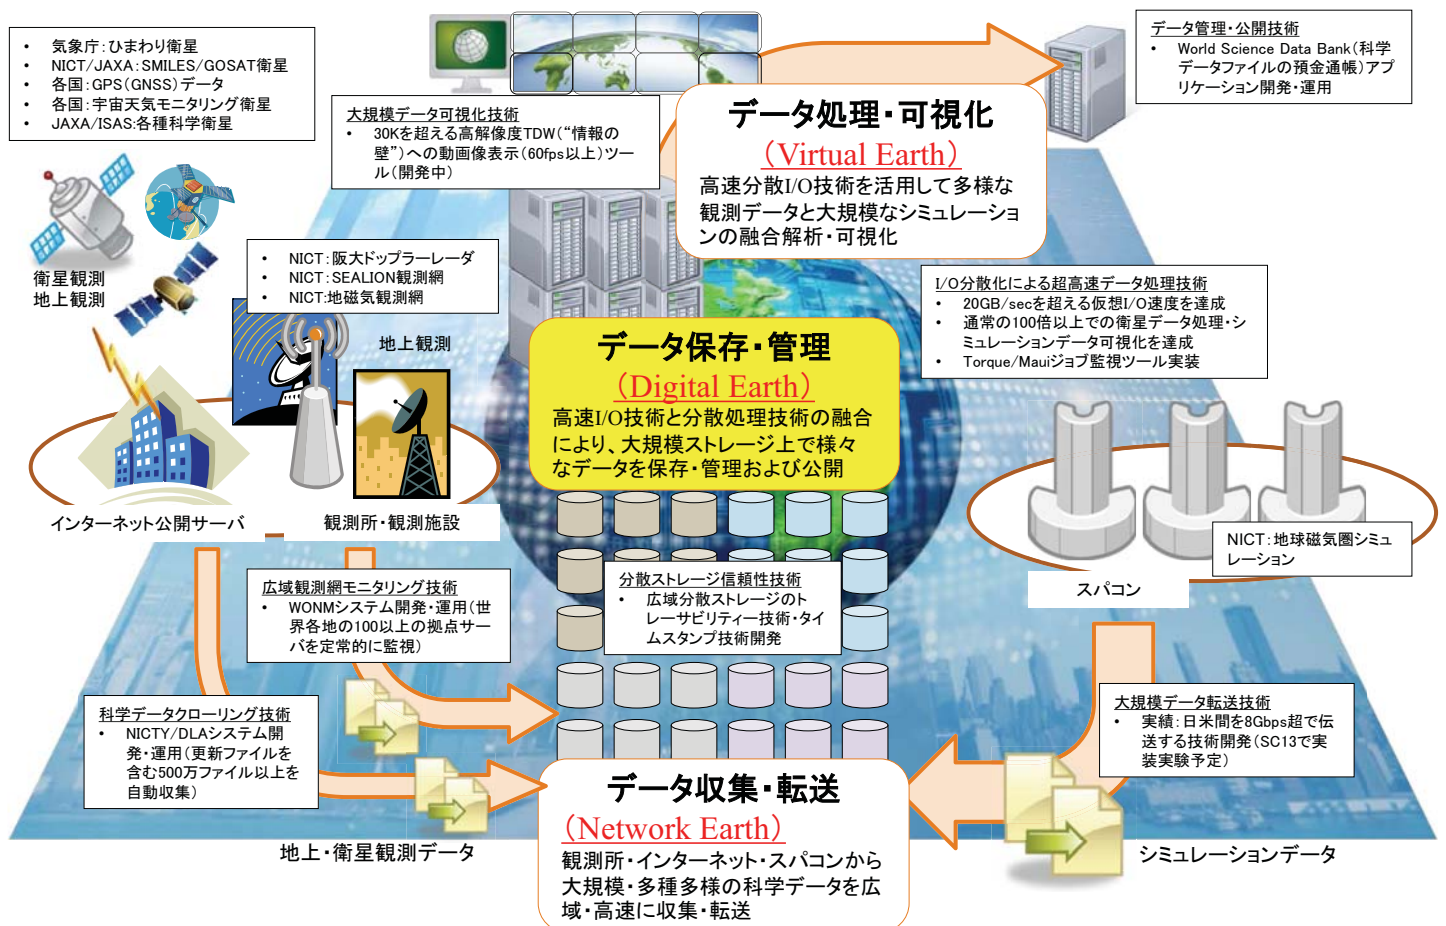 • 気象庁:ひまわり衛星
• NICT/JAXA:SMILES/GOSAT衛星
• 各国:GPS(GNSS)データ
• 各国:宇宙天気モニタリング衛星
• JAXA/ISAS:各種科学衛星
大規模データ可視化技術
• 30Kを超える高解像度TDW(“情報の
壁”)への動画像表示(60fps以上)ツー
ル(開発中)
データ処理・可視化
(Virtual Earth)
高速分散I/O技術を活用して多様な
観測データと大規模なシミュレーショ
ンの融合解析・可視化
データ管理・公開技術
• World Science Data Bank(科学
データファイルの預金通帳)アプ
リケーション開発・運用
衛星観測
地上観測
• NICT:阪大ドップラーレーダ
• NICT:SEALION観測網
• NICT:地磁気観測網
地上観測
I/O分散化による超高速データ処理技術
• 20GB/secを超える仮想I/O速度を達成
• 通常の100倍以上での衛星データ処理・シ
ミュレーションデータ可視化を達成
• Torque/Mauiジョブ監視ツール実装
データ保存・管理
(Digital Earth)
高速I/O技術と分散処理技術の融合
により、大規模ストレージ上で様々
なデータを保存・管理および公開
インターネット公開サーバ
観測所・観測施設
NICT:地球磁気圏シミュ
レーション
スパコン
広域観測網モニタリング技術
• WONMシステム開発・運用(世
界各地の100以上の拠点サー
バを定常的に監視)
分散ストレージ信頼性技術
• 広域分散ストレージのト
レーサビリティー技術・タイ
ムスタンプ技術開発
科学データクローリング技術
• NICTY/DLAシステム開
発・運用(更新ファイルを
含む500万ファイル以上を
自動収集)
大規模データ転送技術
• 実績:日米間を8Gbps超で伝
送する技術開発(SC13で実
装実験予定)
データ収集・転送
(Network Earth)
観測所・インターネット・スパコンから
大規模・多種多様の科学データを広
域・高速に収集・転送
地上・衛星観測データ
シミュレーションデータ